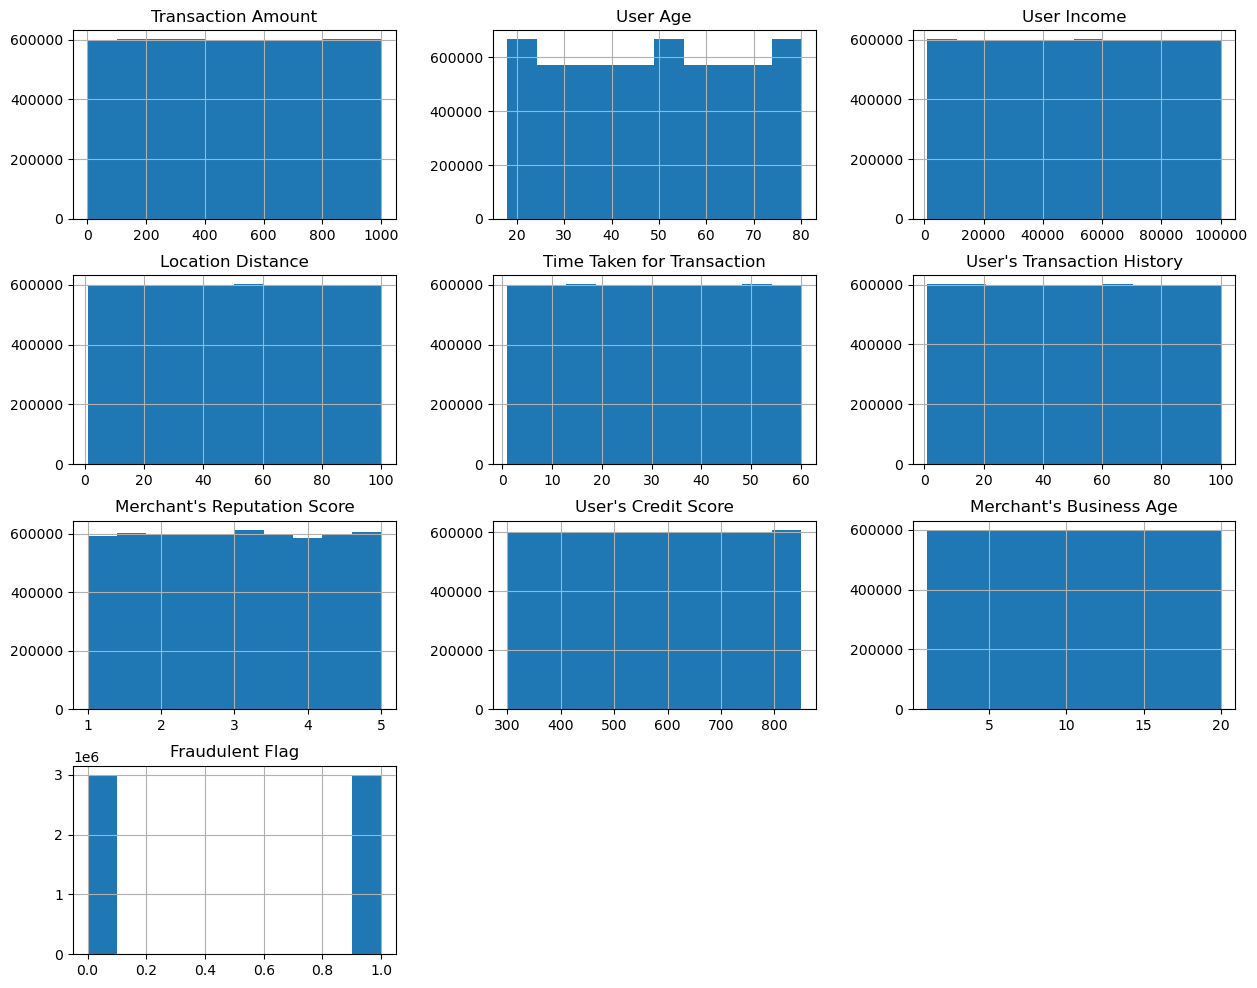 Transaction Amount
600000
400000
200000
0
0 200 400 600 800 1000
User Age
600000
400000
200000
0
20 30 40 50 60 70 80
User Income
600000
400000
200000
0
0 20000 40000 60000 80000 100000
Location Distance
600000
400000
200000
0
0 20 40 60 80 100
Time Taken for Transaction
600000
400000
200000
0
0 10 20 30 40 50 60
User's Transaction History
600000
400000
200000
0
0 20 40 60 80 100
Merchant's Reputation Score
600000
400000
200000
0
1 2 3 4 5
User's Credit Score
600000
400000
200000
0
300 400 500 600 700 800
Merchant's Business Age
600000
400000
200000
0
5 10 15 20
Fraudulent Flag
1e6
3
2
1
0
0.0 0.2 0.4 0.6 0.8 1.0